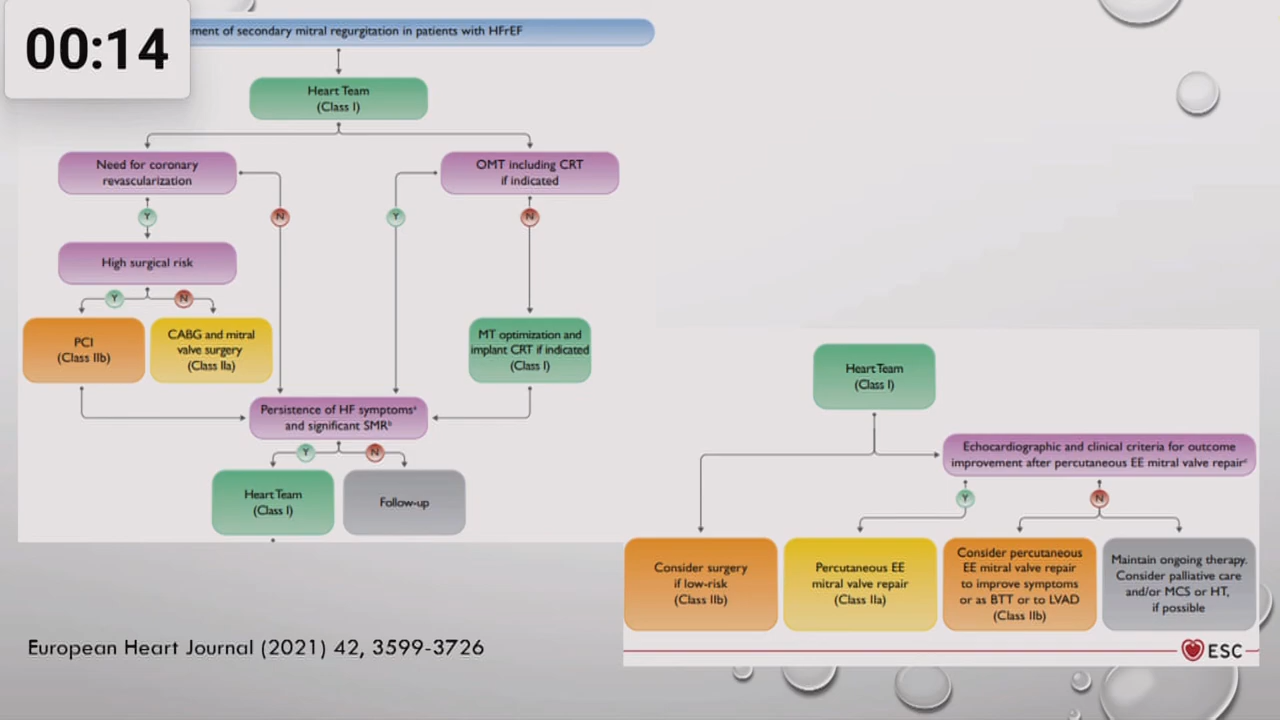 00:14
ment of secondary mitral regurgitation in patients with HFrEF
Heart Team
(Class I)
Need for coronary
revascularization
OMT including CRT
if indicated
Y
N
Y
N
High surgical risk
Y
N
PCI
(Class IIb)
CABG and mitral
valve surgery
(Class IIa)
MT optimization and
implant CRT if indicated
(Class I)
Persistence of HF symptomsᵃ
and significant SMRᵇ
Y
N
Heart Team
(Class I)
Follow-up
Heart Team
(Class I)
Echocardiographic and clinical criteria for outcome
improvement after percutaneous EE mitral valve repairᶜ
Y
N
Consider surgery
if low-risk
(Class IIb)
Percutaneous EE
mitral valve repair
(Class IIa)
Consider percutaneous
EE mitral valve repair
to improve symptoms
or as BTT or to LVAD
(Class IIb)
Maintain ongoing therapy.
Consider palliative care
and/or MCS or HT,
if possible
European Heart Journal (2021) 42, 3599-3726
ESC